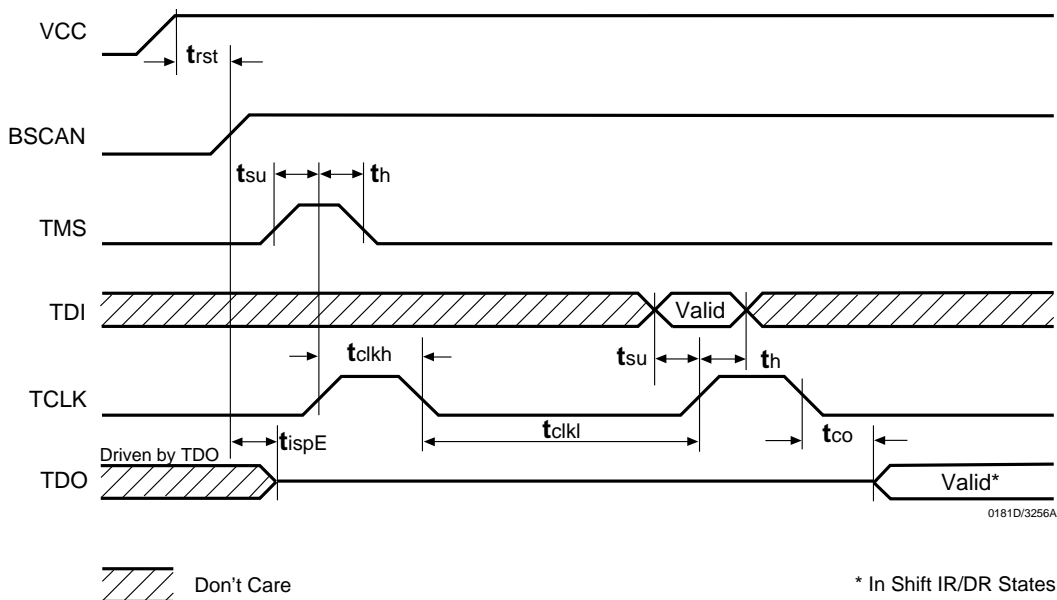 VCC
trst
BSCAN
tsu
th
TMS
TDI
Valid
tclkh
tsu
th
TCLK
tispE
tclkl
tco
Driven by TDO
TDO
Valid*
0181D/3256A
Don't Care
* In Shift IR/DR States